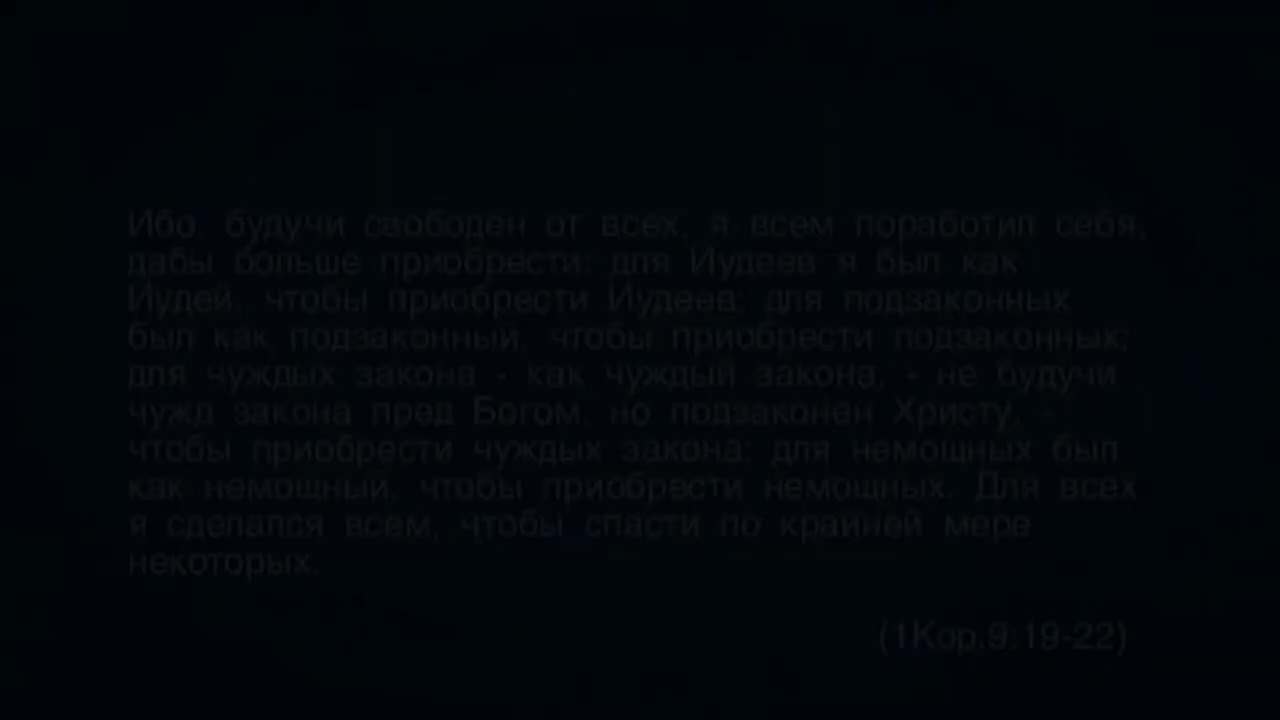 Ибо, будучи свободен от всех, я всем поработил себя,
дабы больше приобрести: для Иудеев я был как
Иудей, чтобы приобрести Иудеев; для подзаконных
был как подзаконный, чтобы приобрести подзаконных;
для чуждых закона - как чуждый закона, - не будучи
чужд закона пред Богом, но подзаконен Христу, -
чтобы приобрести чуждых закона; для немощных был
как немощный, чтобы приобрести немощных. Для всех
я сделался всем, чтобы спасти по крайней мере
некоторых.
(1Кор.9:19-22)